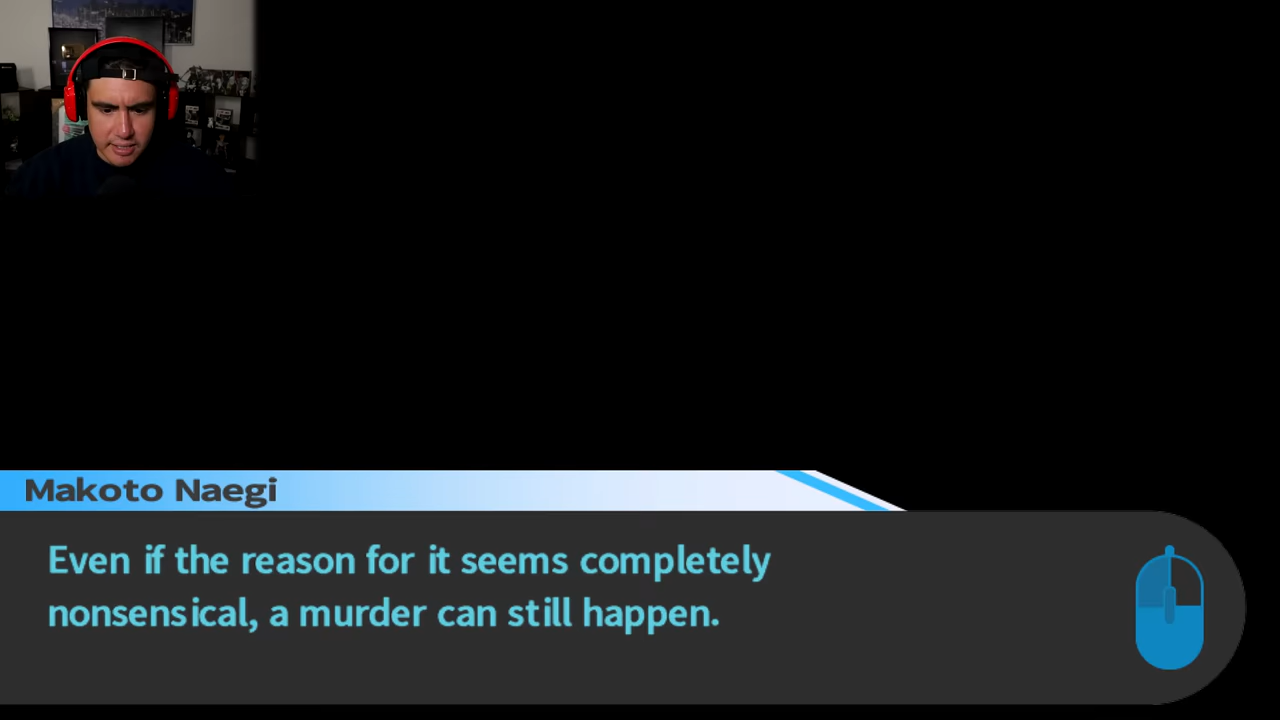 Makoto Naegi
Even if the reason for it seems completely
nonsensical, a murder can still happen.